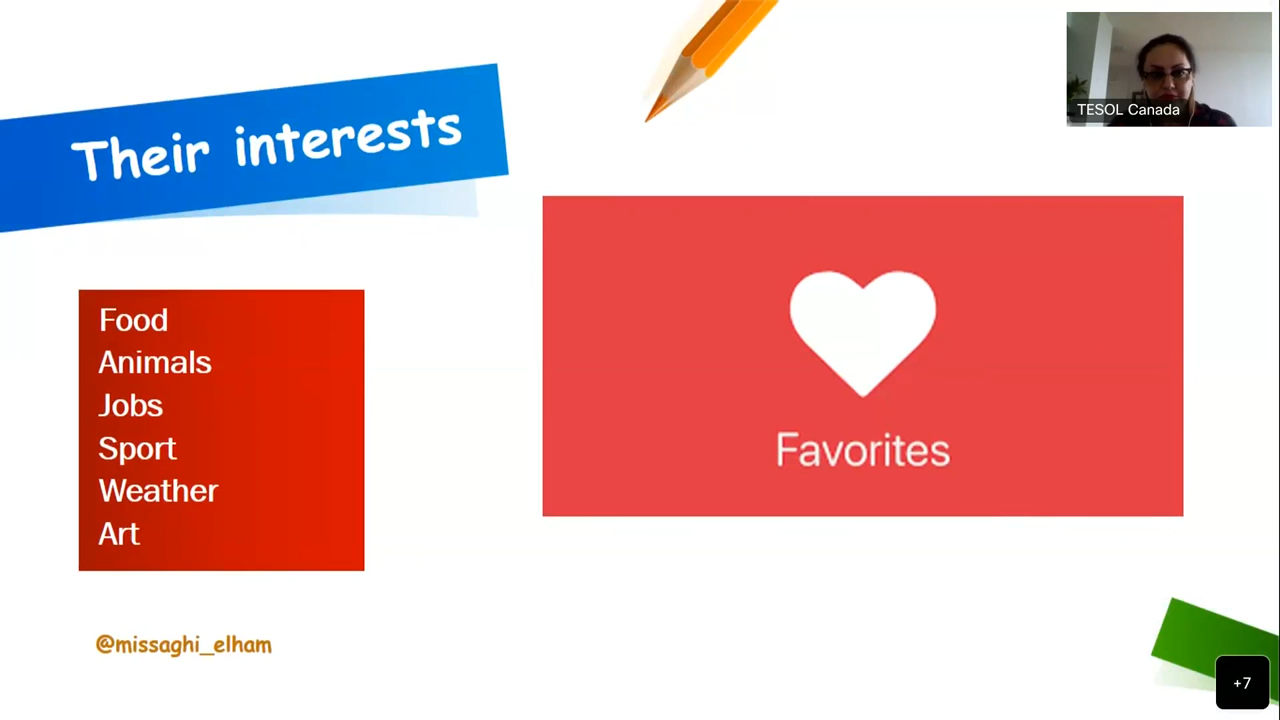 Their interests
TESOL Canada
Food
Animals
Jobs
Sport
Weather
Art
Favorites
@missaghi_elham
+7